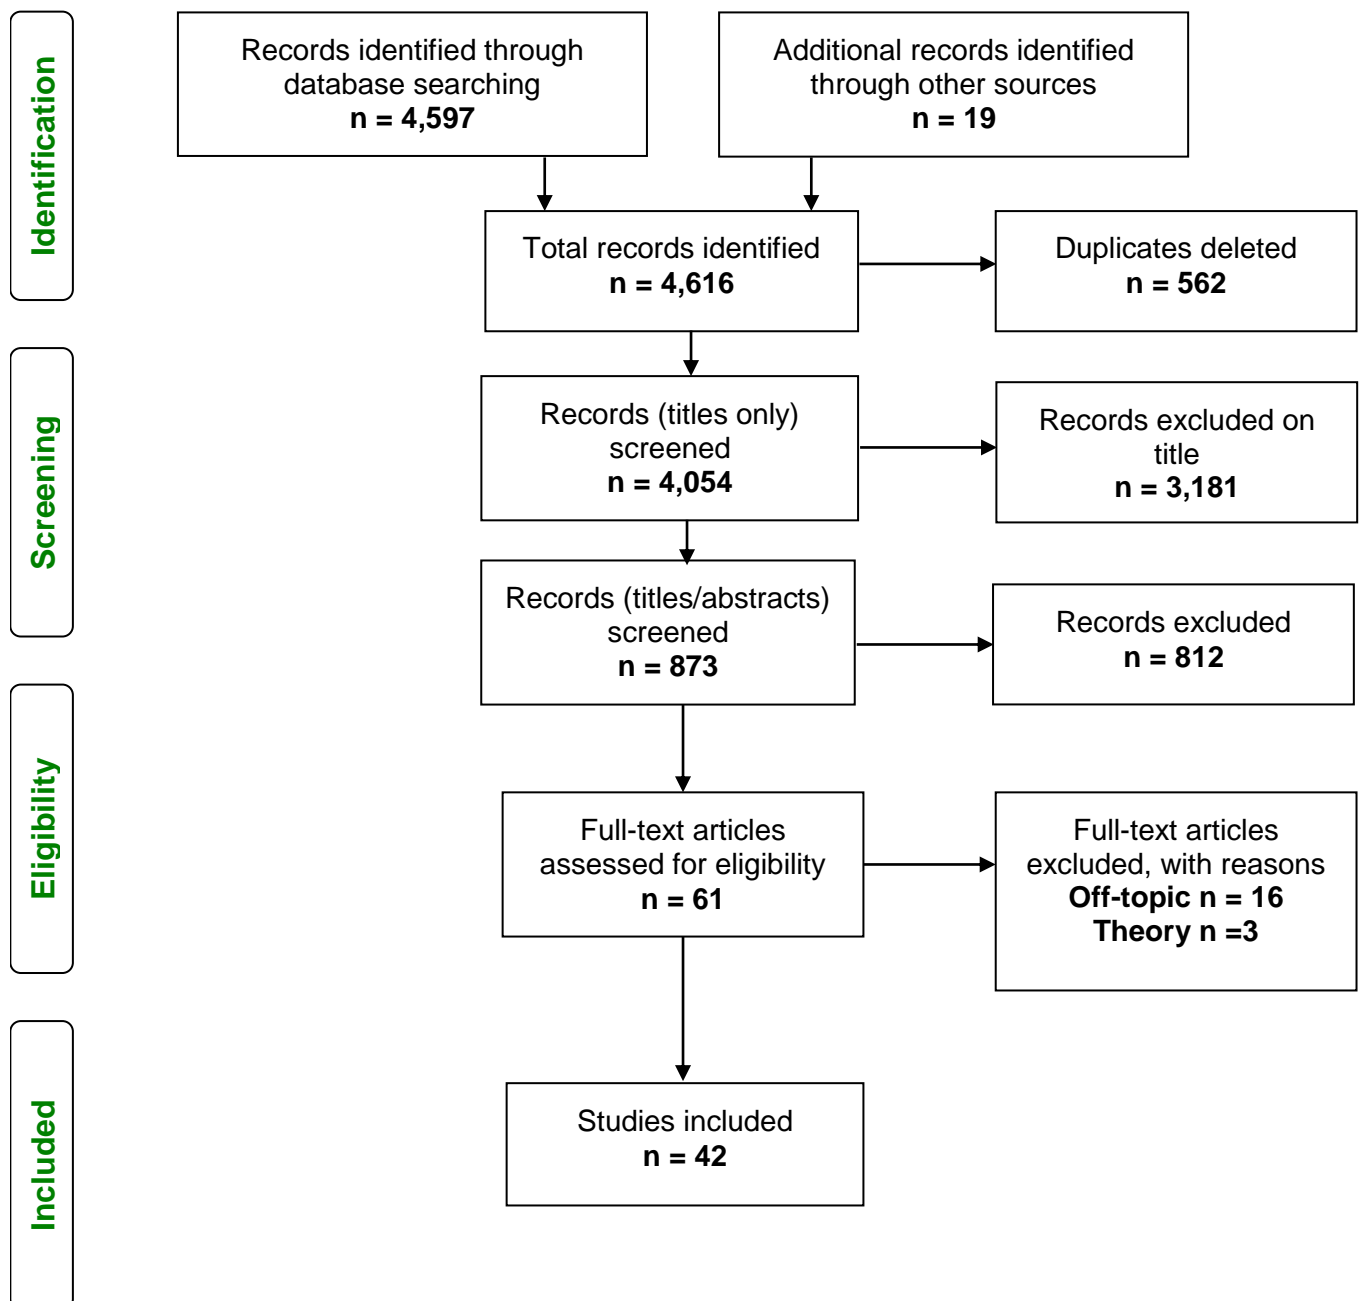 Identification
Records identified through
database searching
n = 4,597
Additional records identified
through other sources
n = 19
Total records identified
n = 4,616
Duplicates deleted
n = 562
Screening
Records (titles only)
screened
n = 4,054
Records excluded on
title
n = 3,181
Records (titles/abstracts)
screened
n = 873
Records excluded
n = 812
Eligibility
Full-text articles
assessed for eligibility
n = 61
Full-text articles
excluded, with reasons
Off-topic n = 16
Theory n =3
Included
Studies included
n = 42